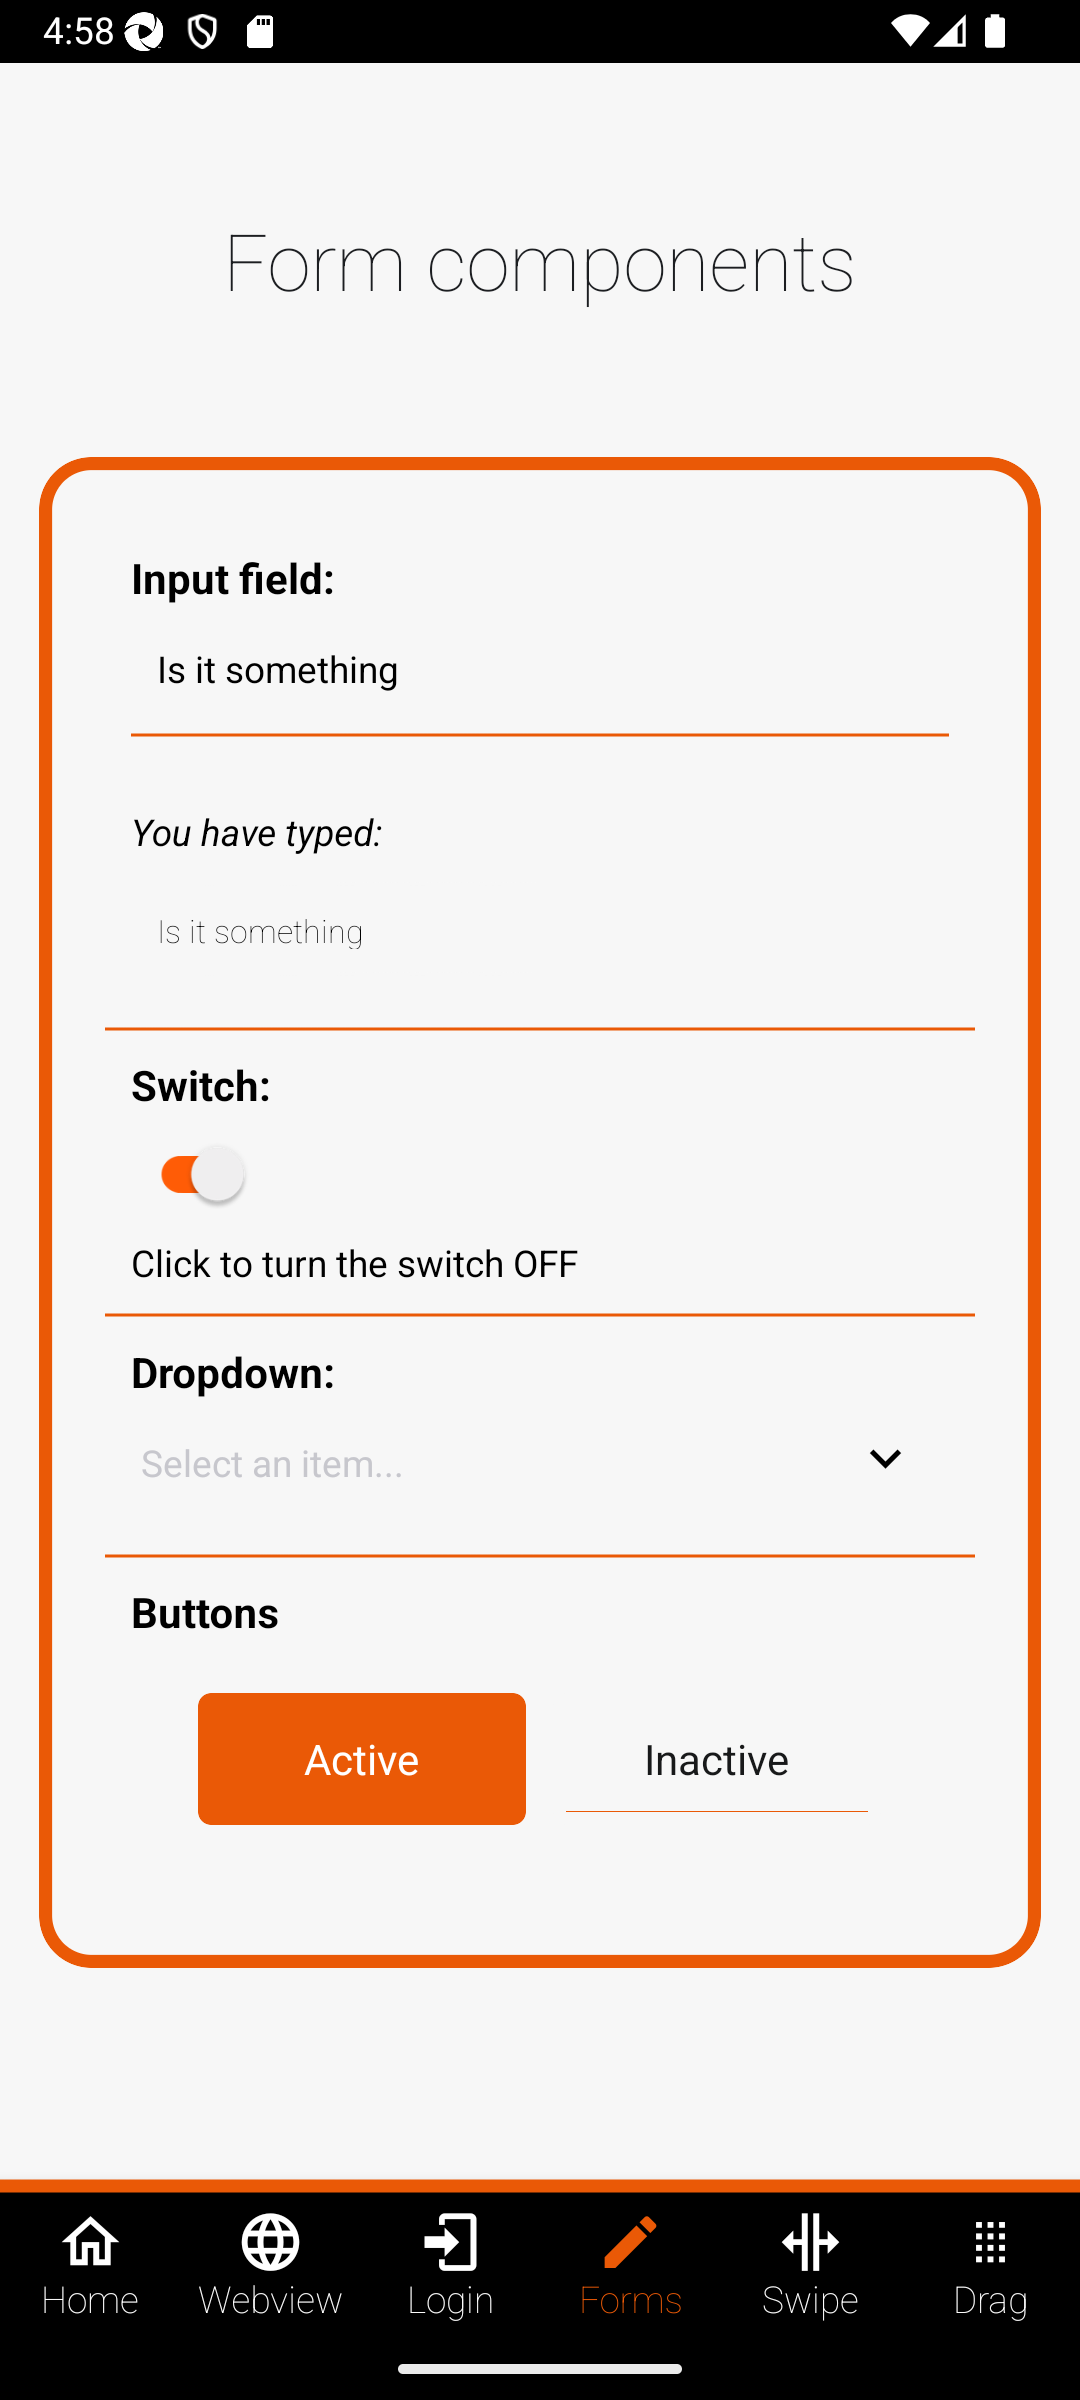 4:58
Form components
Input field:
Is it something
You have typed:
Is it something
Switch:
Click to turn the switch OFF
Dropdown:
Select an item...
Buttons
Active
Inactive
Home
Webview
Login
Forms
Swipe
Drag